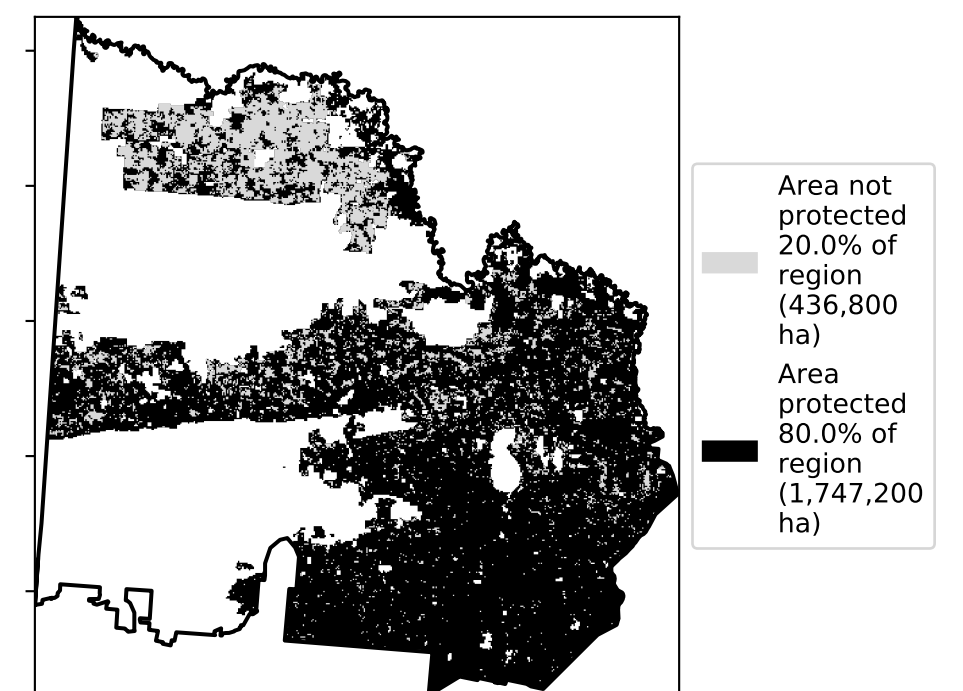 Area not
protected
20.0% of
region
(436,800
ha)
Area
protected
80.0% of
region
(1,747,200
ha)